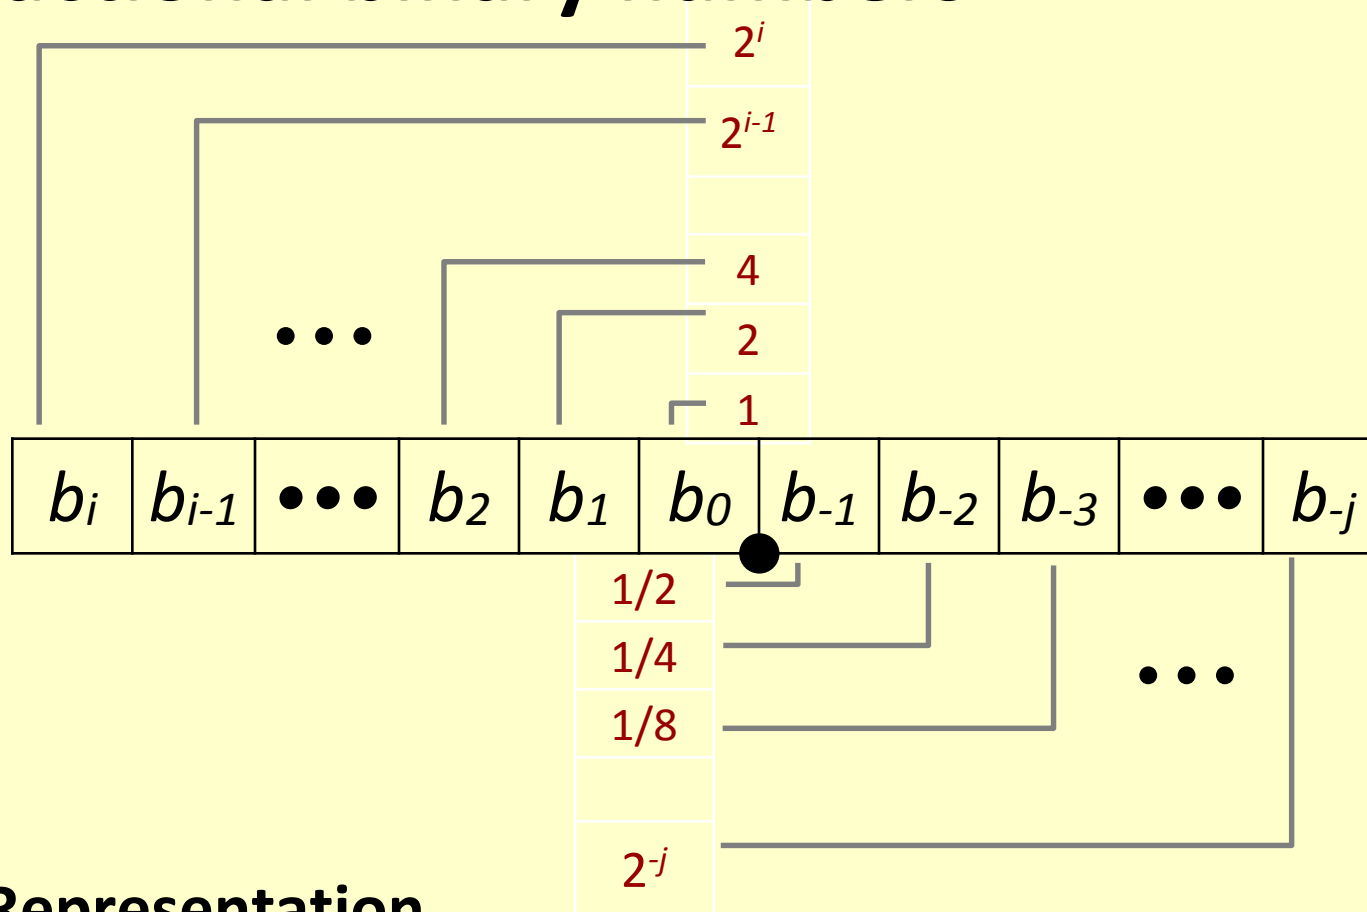 2^i
2^{i-1}
4
2
1
b_i b_{i-1} ••• b_2 b_1 b_0 b_{-1} b_{-2} b_{-3} ••• b_{-j}
1/2
1/4
1/8
2^{-j}
Representation